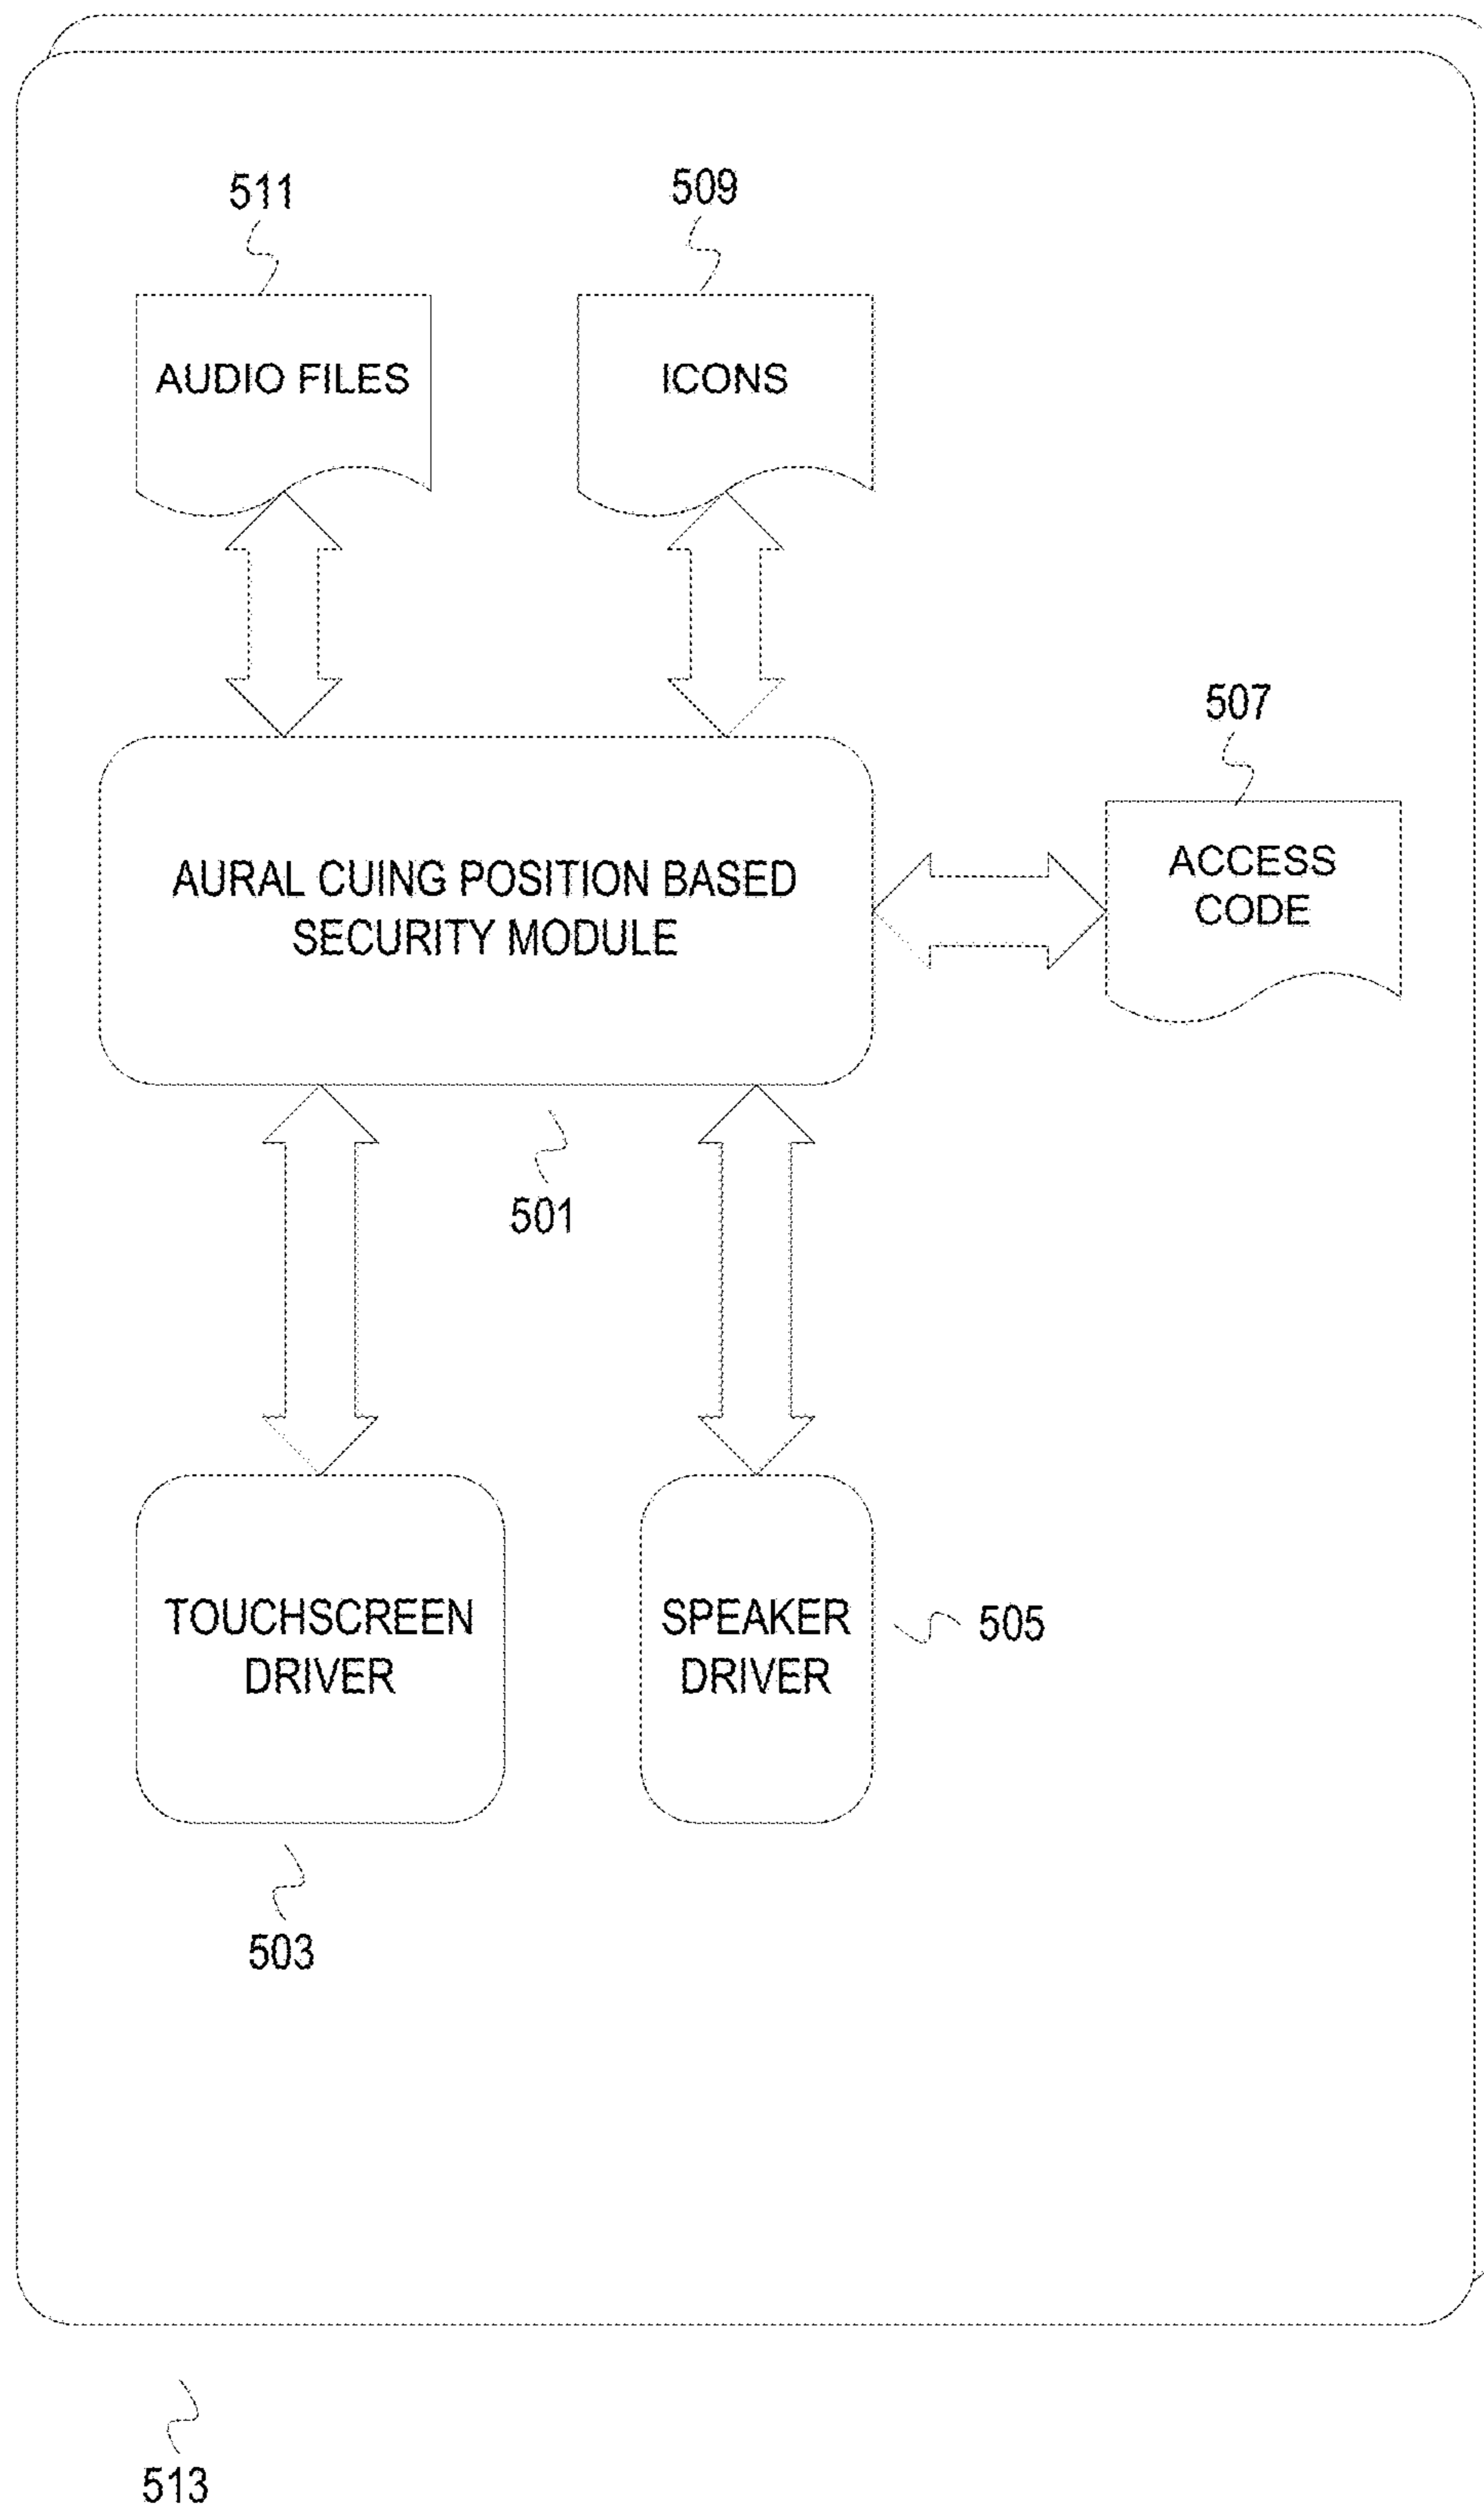 511
509
AUDIO FILES
ICONS
507
ACCESS
CODE
AURAL CUING POSITION BASED
SECURITY MODULE
501
TOUCHSCREEN
DRIVER
SPEAKER
DRIVER
505
503
513